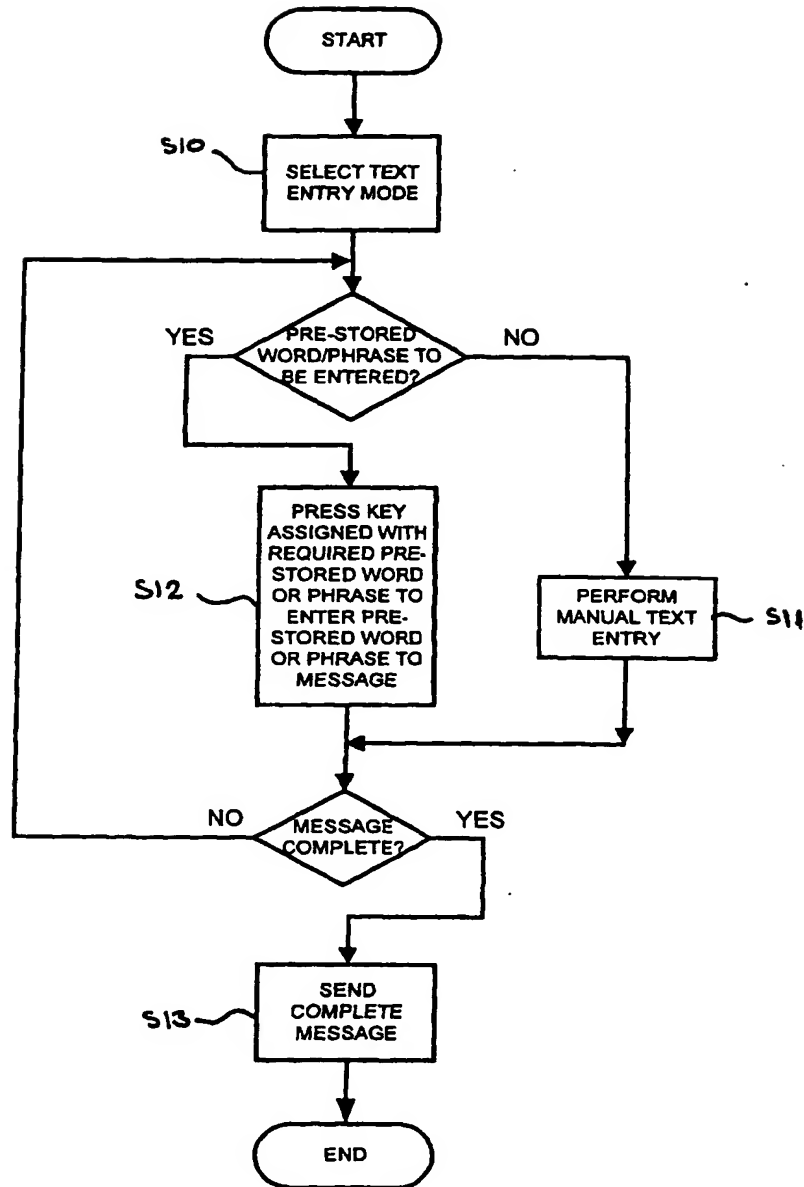 START
S10
SELECT TEXT
ENTRY MODE
YES
PRE-STORED
WORD/PHRASE TO
BE ENTERED?
NO
PRESS KEY
ASSIGNED WITH
REQUIRED PRE-
STORED WORD
OR PHRASE TO
ENTER PRE-
STORED WORD
OR PHRASE TO
MESSAGE
S12
PERFORM
MANUAL TEXT
ENTRY
S11
NO
MESSAGE
COMPLETE?
YES
SEND
COMPLETE
MESSAGE
S13
END